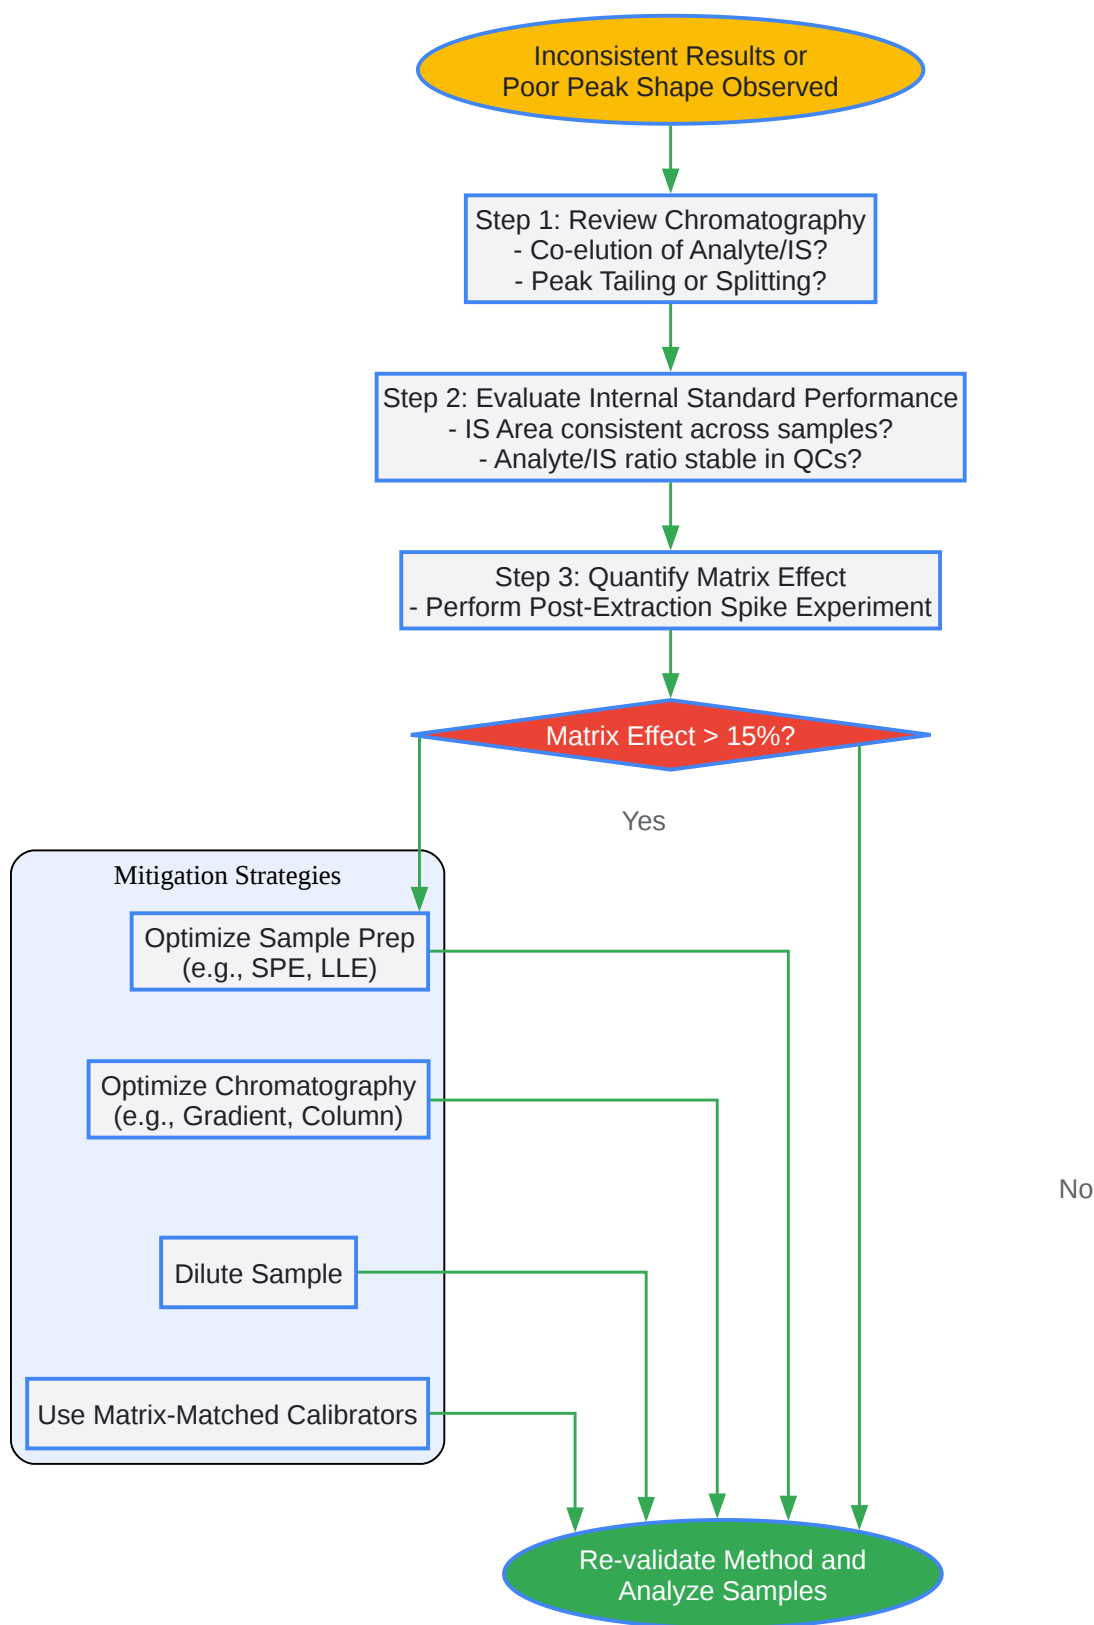 Inconsistent Results or
Poor Peak Shape Observed
Step 1: Review Chromatography
- Co-elution of Analyte/IS?
- Peak Tailing or Splitting?
Step 2: Evaluate Internal Standard Performance
- IS Area consistent across samples?
- Analyte/IS ratio stable in QCs?
Step 3: Quantify Matrix Effect
- Perform Post-Extraction Spike Experiment
Matrix Effect > 15%?
Yes
Mitigation Strategies
Optimize Sample Prep
(e.g., SPE, LLE)
Optimize Chromatography
(e.g., Gradient, Column)
No
Dilute Sample
Use Matrix-Matched Calibrators
Re-validate Method and
Analyze Samples